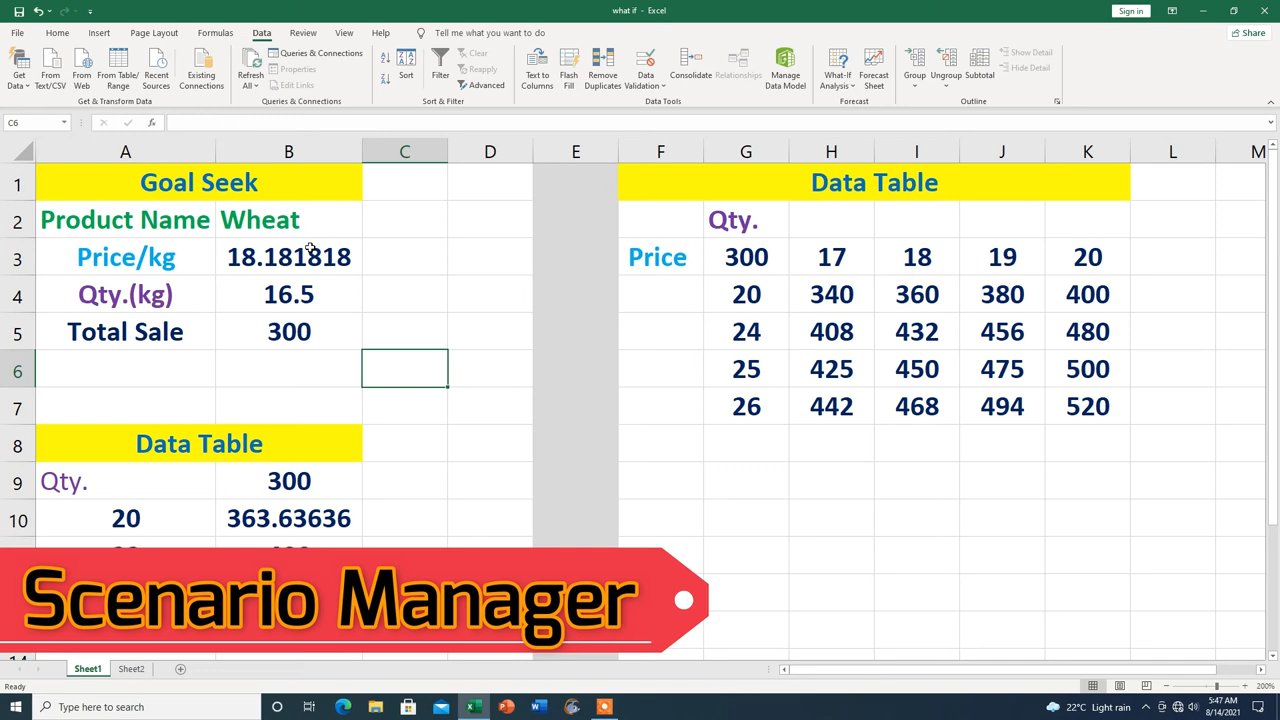 what if - Excel
Sign in
File Home Insert Page Layout Formulas Data Review View Help Tell me what you want to do Share
Get Data
From Text/CSV
From Web
From Table/ Range
Recent Sources
Existing Connections
Get & Transform Data
Refresh All
Queries & Connections
Properties
Edit Links
Queries & Connections
Sort
Filter
Clear
Reapply
Advanced
Sort & Filter
Text to Columns
Flash Fill
Remove Duplicates
Data Validation
Consolidate
Relationships
Manage Data Model
Data Tools
What-If Analysis
Forecast Sheet
Forecast
Group
Ungroup
Subtotal
Show Detail
Hide Detail
Outline
C6 fx
A B C D E F G H I J K L M
1 Goal Seek Data Table
2 Product Name Wheat Qty.
3 Price/kg 18.181818 Price 300 17 18 19 20
4 Qty.(kg) 16.5 20 340 360 380 400
5 Total Sale 300 24 408 432 456 480
6 25 425 450 475 500
7 26 442 468 494 520
8 Data Table
9 Qty. 300
10 20 363.63636
Scenario Manager
Sheet1 Sheet2
Ready 200%
Type here to search
22°C Light rain
5:47 AM
8/14/2021